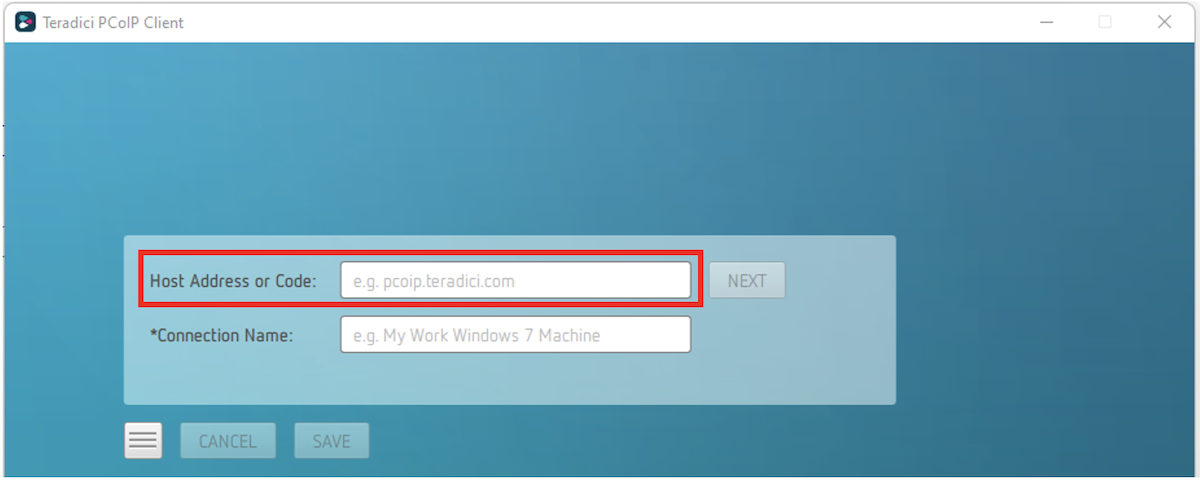 Teradici PCoIP Client
Host Address or Code: e.g. pcoip.teradici.com NEXT
*Connection Name: e.g. My Work Windows 7 Machine
CANCEL SAVE